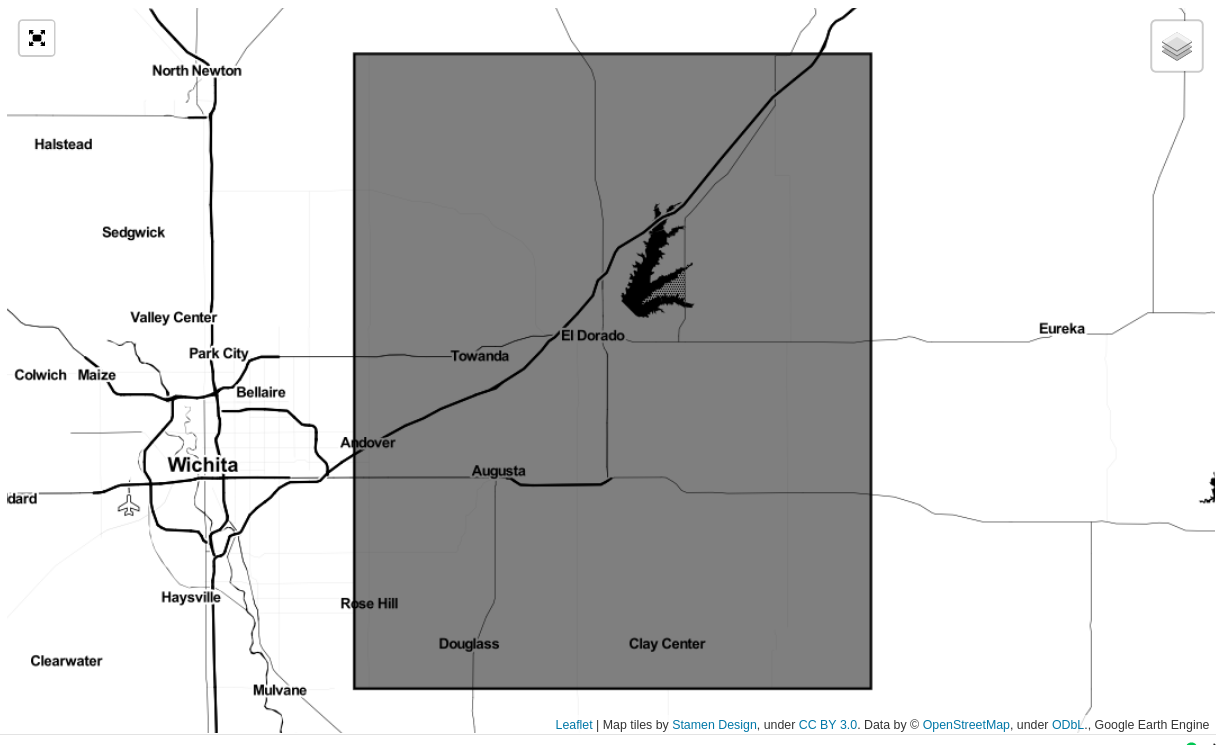 North Newton
Halstead
Sedgwick
Valley Center
Park City
Eureka
El Dorado
Towanda
Colwich
Maize
Bellaire
Andover
Wichita
Augusta
dard
Haysville
Rose Hill
Douglass
Clay Center
Clearwater
Mulvane
Leaflet | Map tiles by Stamen Design, under CC BY 3.0. Data by © OpenStreetMap, under ODbL., Google Earth Engine